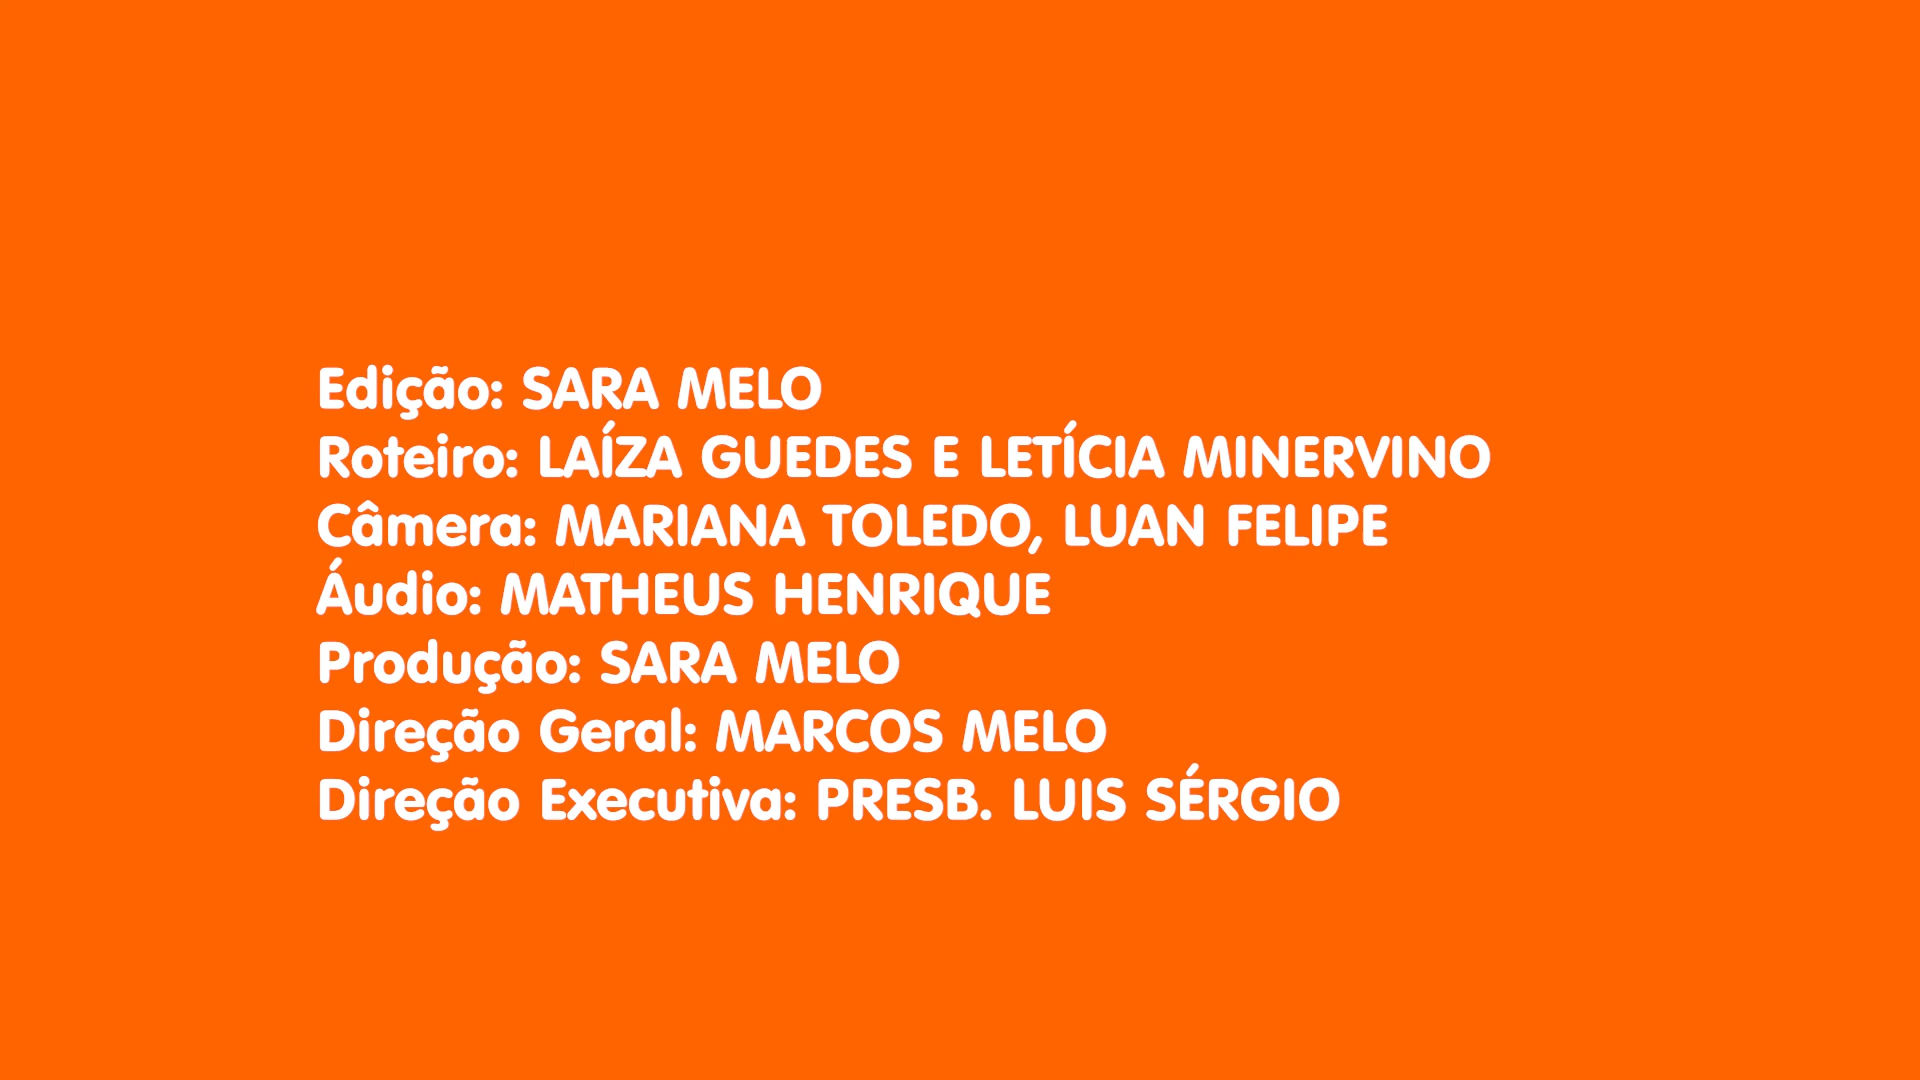 Edição: SARA MELO
Roteiro: LAÍZA GUEDES E LETÍCIA MINERVINO
Câmera: MARIANA TOLEDO, LUAN FELIPE
Áudio: MATHEUS HENRIQUE
Produção: SARA MELO
Direção Geral: MARCOS MELO
Direção Executiva: PRESB. LUIS SÉRGIO